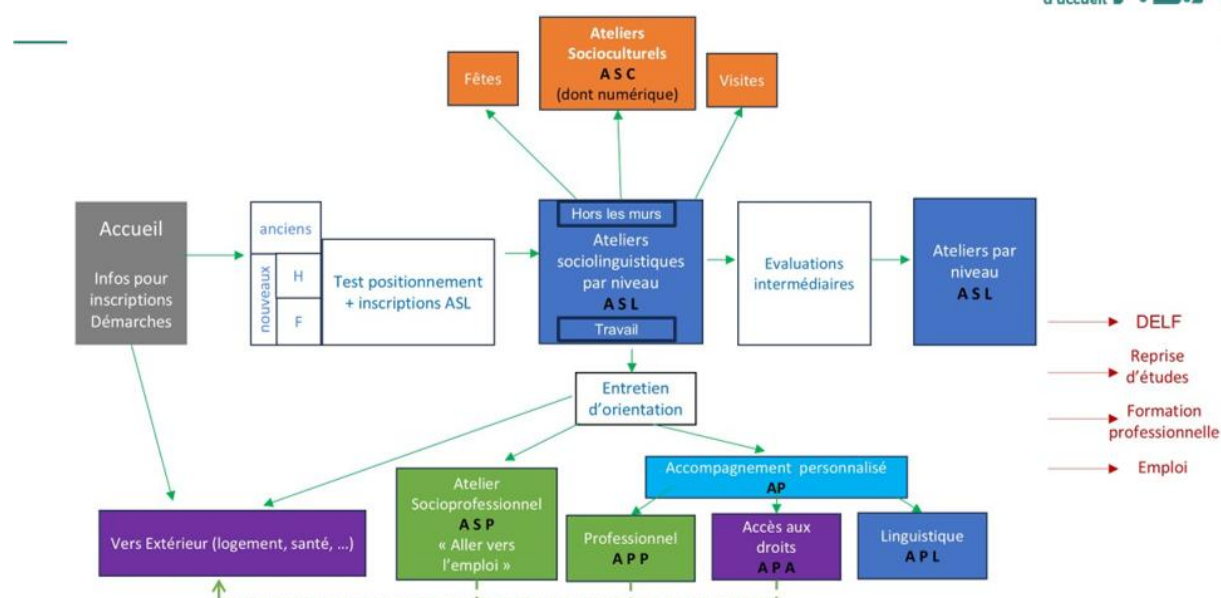 d'accueil
Ateliers
Socioculturels
A S C
(dont numérique)
Fêtes
Visites
Accueil
Infos pour
inscriptions
Démarches
anciens
nouveaux
H
F
Test positionnement
+ inscriptions ASL
Hors les murs
Ateliers
sociolinguistiques
par niveau
A S L
Travail
Evaluations
intermédiaires
Ateliers par
niveau
A S L
DELF
Reprise
d'études
Formation
professionnelle
Emploi
Entretien
d'orientation
Vers Extérieur (logement, santé, ...)
Atelier
Socioprofessionnel
A S P
« Aller vers
l'emploi »
Accompagnement personnalisé
AP
Professionnel
A P P
Accès aux
droits
A P A
Linguistique
A P L